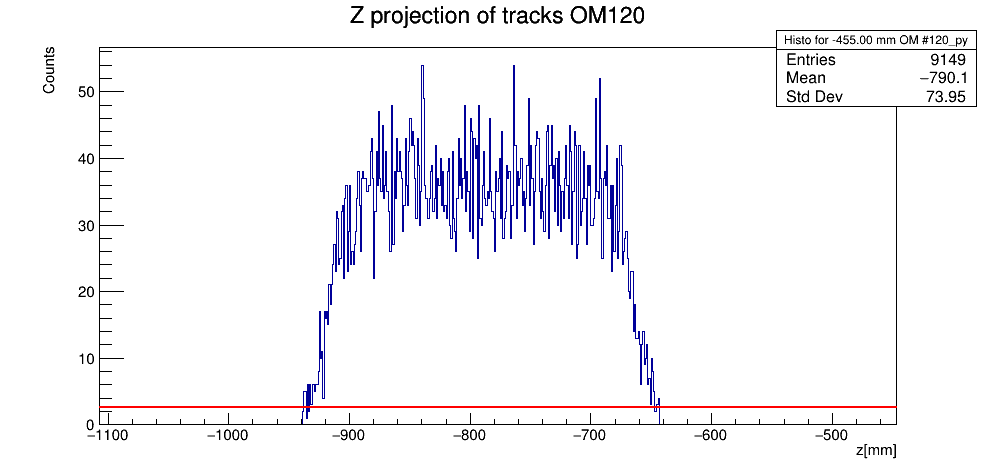 Z projection of tracks OM120
Histo for -455.00 mm OM #120_py
Entries 9149
Mean −790.1
Std Dev 73.95
Counts
50
40
30
20
10
0
−1100 −1000 −900 −800 −700 −600 −500
z[mm]